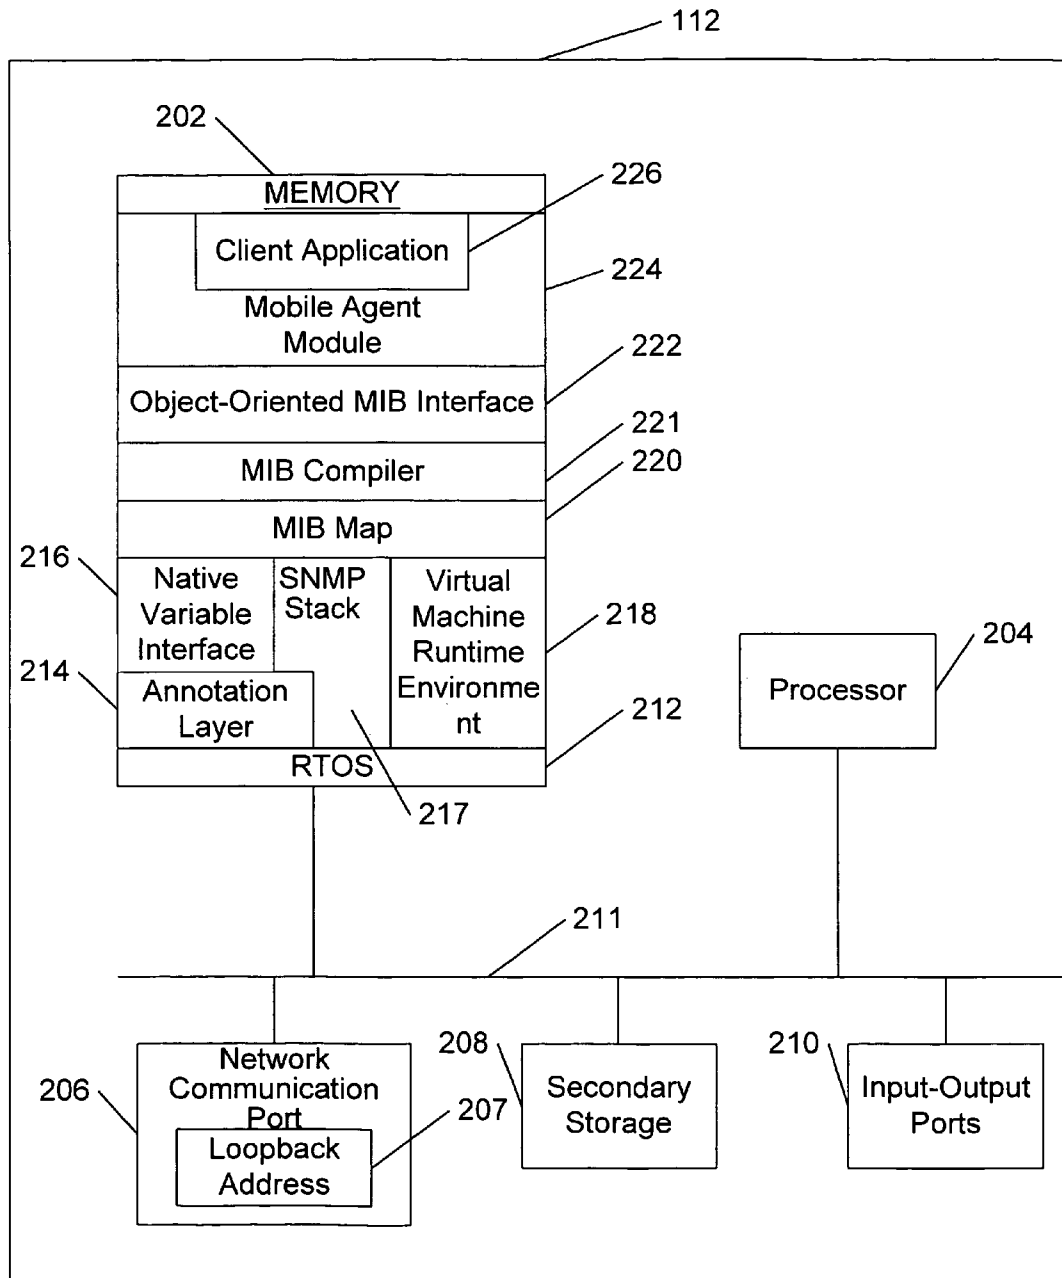 112
202
MEMORY
226
Client Application
224
Mobile Agent
Module
222
Object-Oriented MIB Interface
221
MIB Compiler
220
MIB Map
216
Native
Variable
Interface
SNMP
Stack
Virtual
Machine
Runtime
Environme
nt
218
204
Processor
214
Annotation
Layer
212
RTOS
217
211
206
Network
Communication
Port
207
Loopback
Address
208
Secondary
Storage
210
Input-Output
Ports